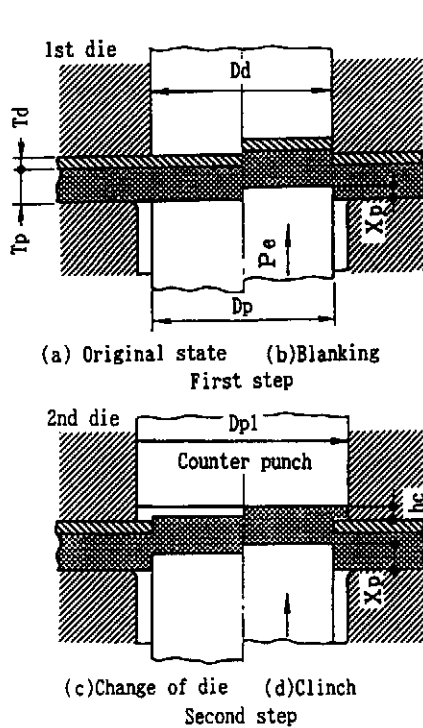 1st die
Dd
Td
Tp
Xp
Pe
Dp
(a) Original state (b)Blanking
First step
2nd die
Dp1
Counter punch
hc
Xp
(c)Change of die (d)Clinch
Second step